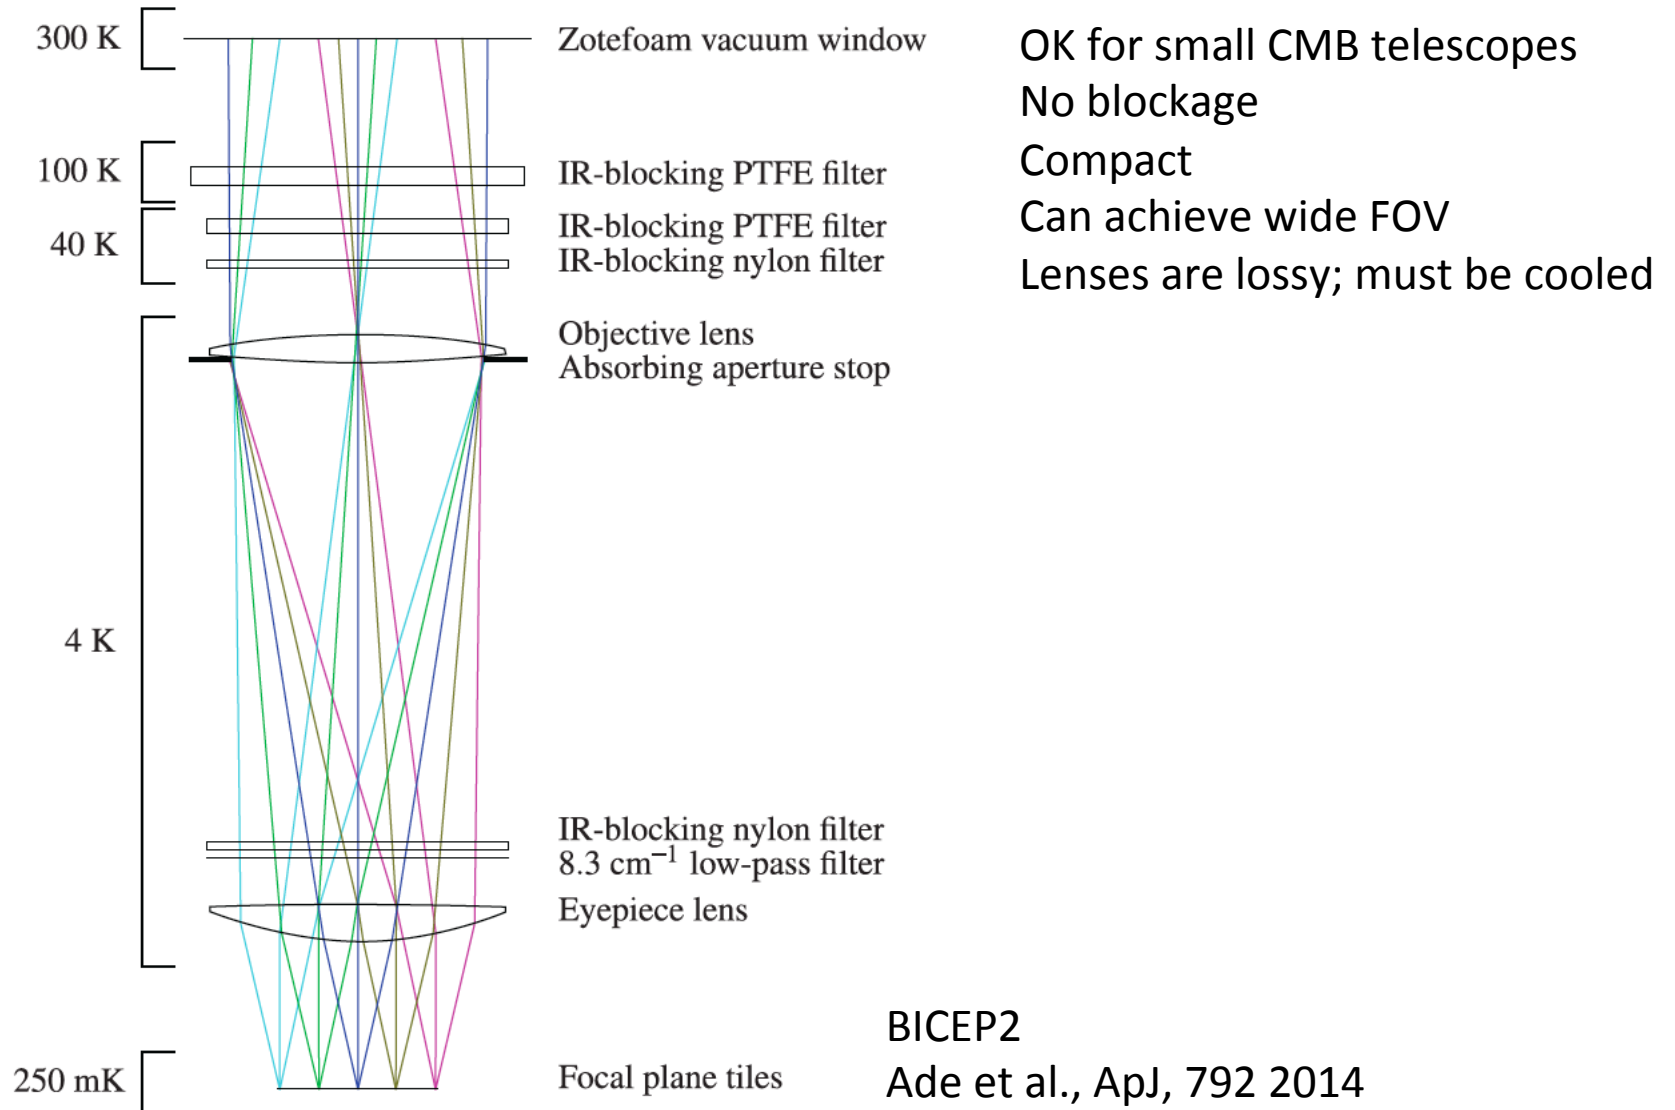 300 K
Zotefoam vacuum window
OK for small CMB telescopes
No blockage
100 K
IR-blocking PTFE filter
Compact
40 K
IR-blocking PTFE filter
IR-blocking nylon filter
Can achieve wide FOV
Lenses are lossy; must be cooled
Objective lens
Absorbing aperture stop
4 K
IR-blocking nylon filter
8.3 cm⁻¹ low-pass filter
Eyepiece lens
250 mK
Focal plane tiles
BICEP2
Ade et al., ApJ, 792 2014